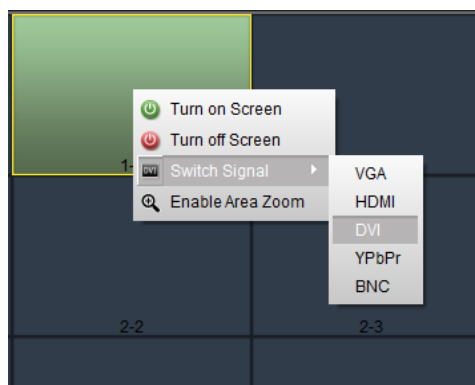 Turn on Screen
Turn off Screen
1-
DVI
Switch Signal
Enable Area Zoom
VGA
HDMI
DVI
YPbPr
BNC
2-2
2-3